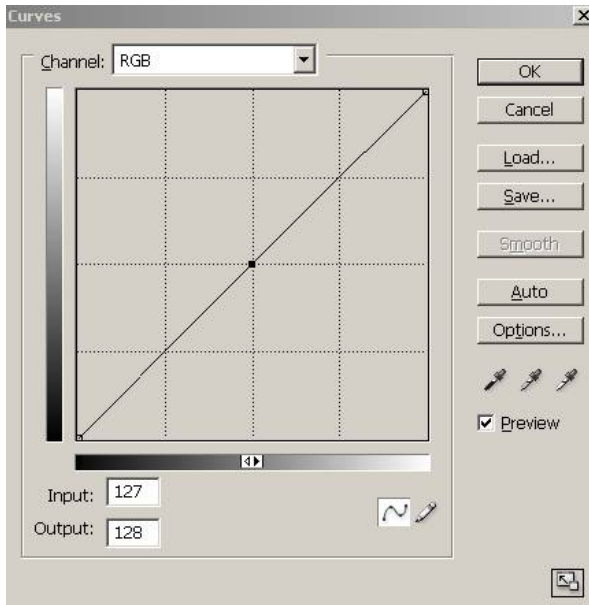 Curves
Channel: RGB
OK
Cancel
Load...
Save...
Smooth
Auto
Options...
Preview
Input: 127
Output: 128